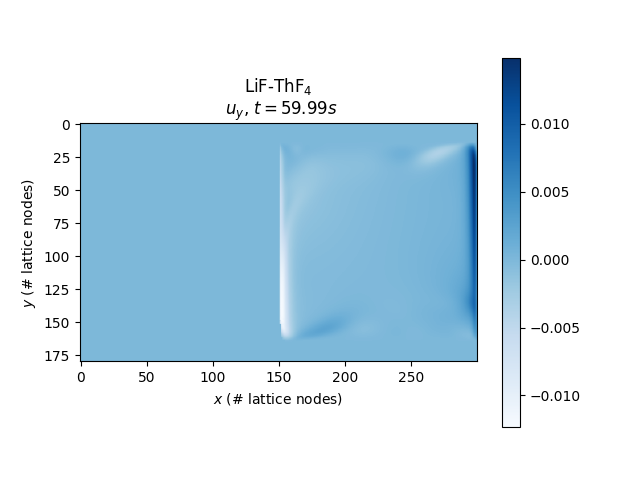 LiF-ThF₄
u_y, t = 59.99s
0
25
50
75
100
125
150
175
y (# lattice nodes)
0 50 100 150 200 250
x (# lattice nodes)
0.010
0.005
0.000
−0.005
−0.010